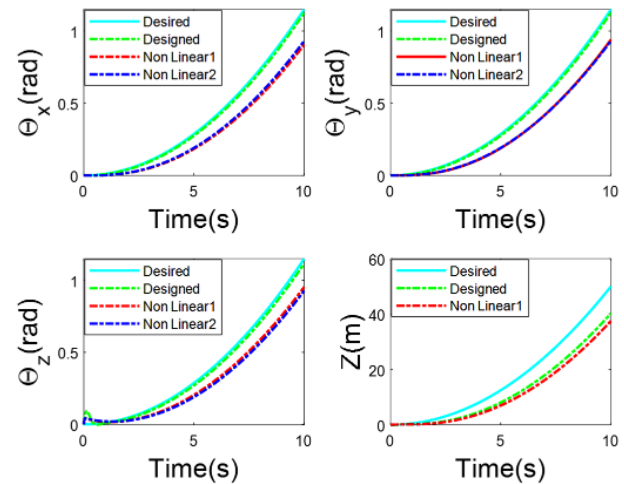 Desired
Designed
Non Linear1
Non Linear2
1
0.5
0
Θx(rad)
0
5
10
Time(s)
Desired
Designed
Non Linear1
Non Linear2
1
0.5
0
Θy(rad)
0
5
10
Time(s)
Desired
Designed
Non Linear1
Non Linear2
1
0.5
0
Θz(rad)
0
5
10
Time(s)
Desired
Designed
Non Linear1
60
40
20
0
Z(m)
0
5
10
Time(s)